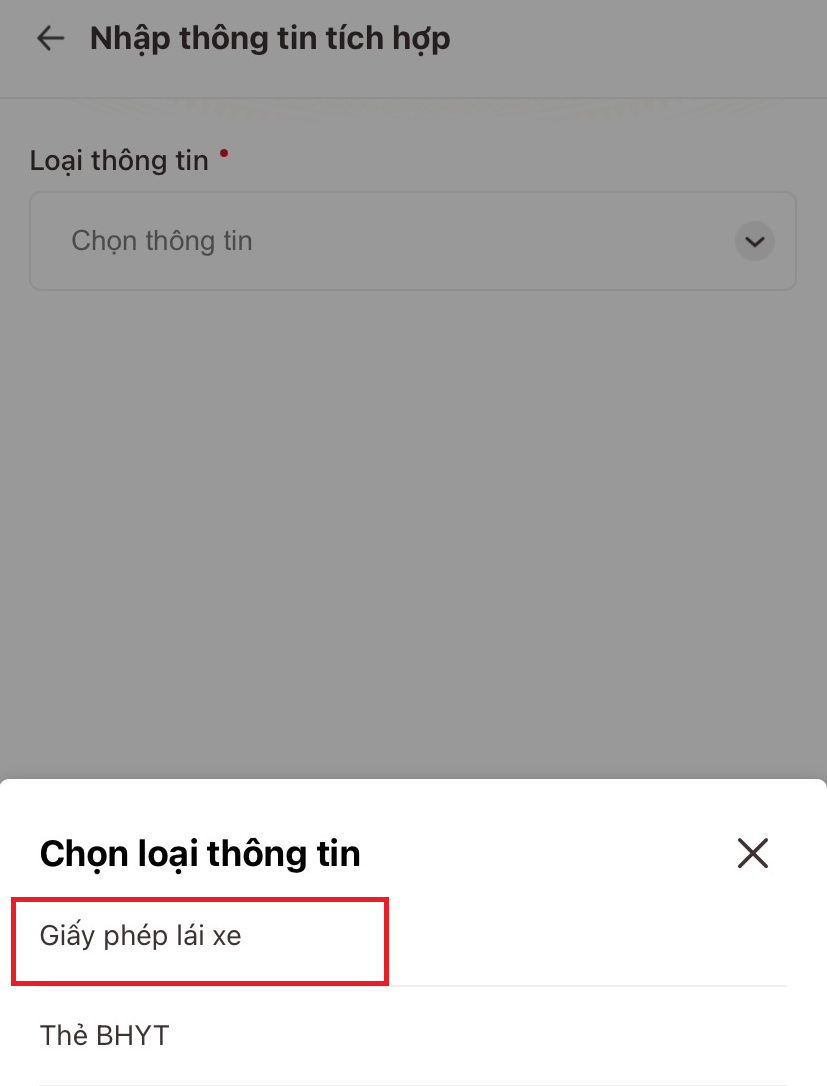 Nhập thông tin tích hợp
Loại thông tin
Chọn thông tin
Chọn loại thông tin
Giấy phép lái xe
Thẻ BHYT